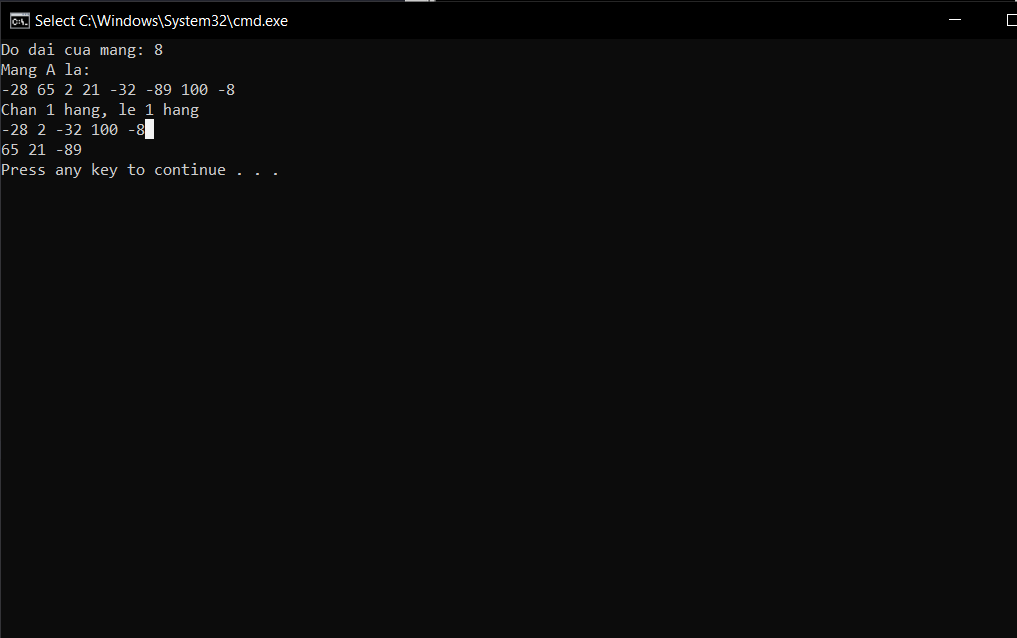 Select C:\Windows\System32\cmd.exe
Do dai cua mang: 8
Mang A la:
-28 65 2 21 -32 -89 100 -8
Chan 1 hang, le 1 hang
-28 2 -32 100 -8
65 21 -89
Press any key to continue . . .